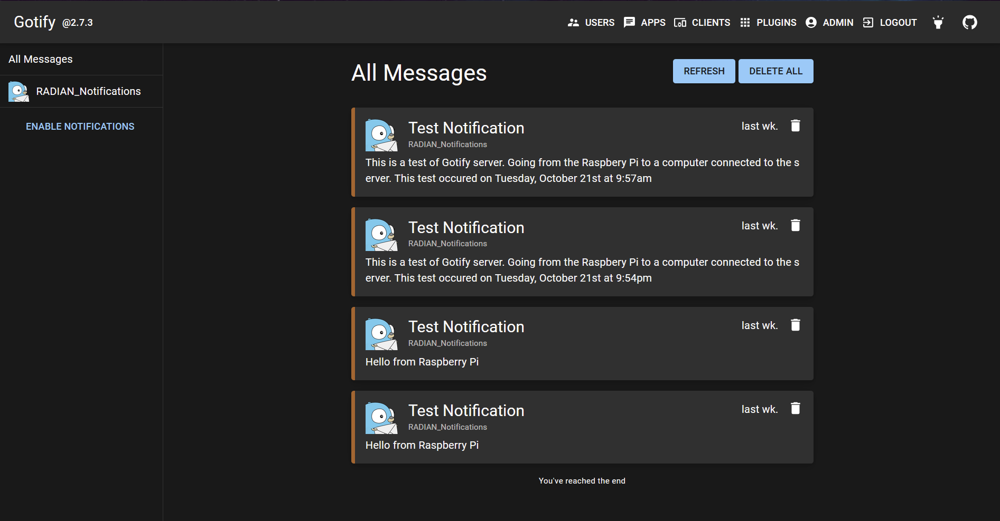 Gotify @2.7.3
USERS APPS CLIENTS PLUGINS ADMIN LOGOUT
All Messages
RADIAN_Notifications
ENABLE NOTIFICATIONS
All Messages
REFRESH DELETE ALL
Test Notification
last wk.
RADIAN_Notifications
This is a test of Gotify server. Going from the Raspbery Pi to a computer connected to the s
erver. This test occured on Tuesday, October 21st at 9:57am
Test Notification
last wk.
RADIAN_Notifications
This is a test of Gotify server. Going from the Raspbery Pi to a computer connected to the s
erver. This test occured on Tuesday, October 21st at 9:54pm
Test Notification
last wk.
RADIAN_Notifications
Hello from Raspberry Pi
Test Notification
last wk.
RADIAN_Notifications
Hello from Raspberry Pi
You've reached the end